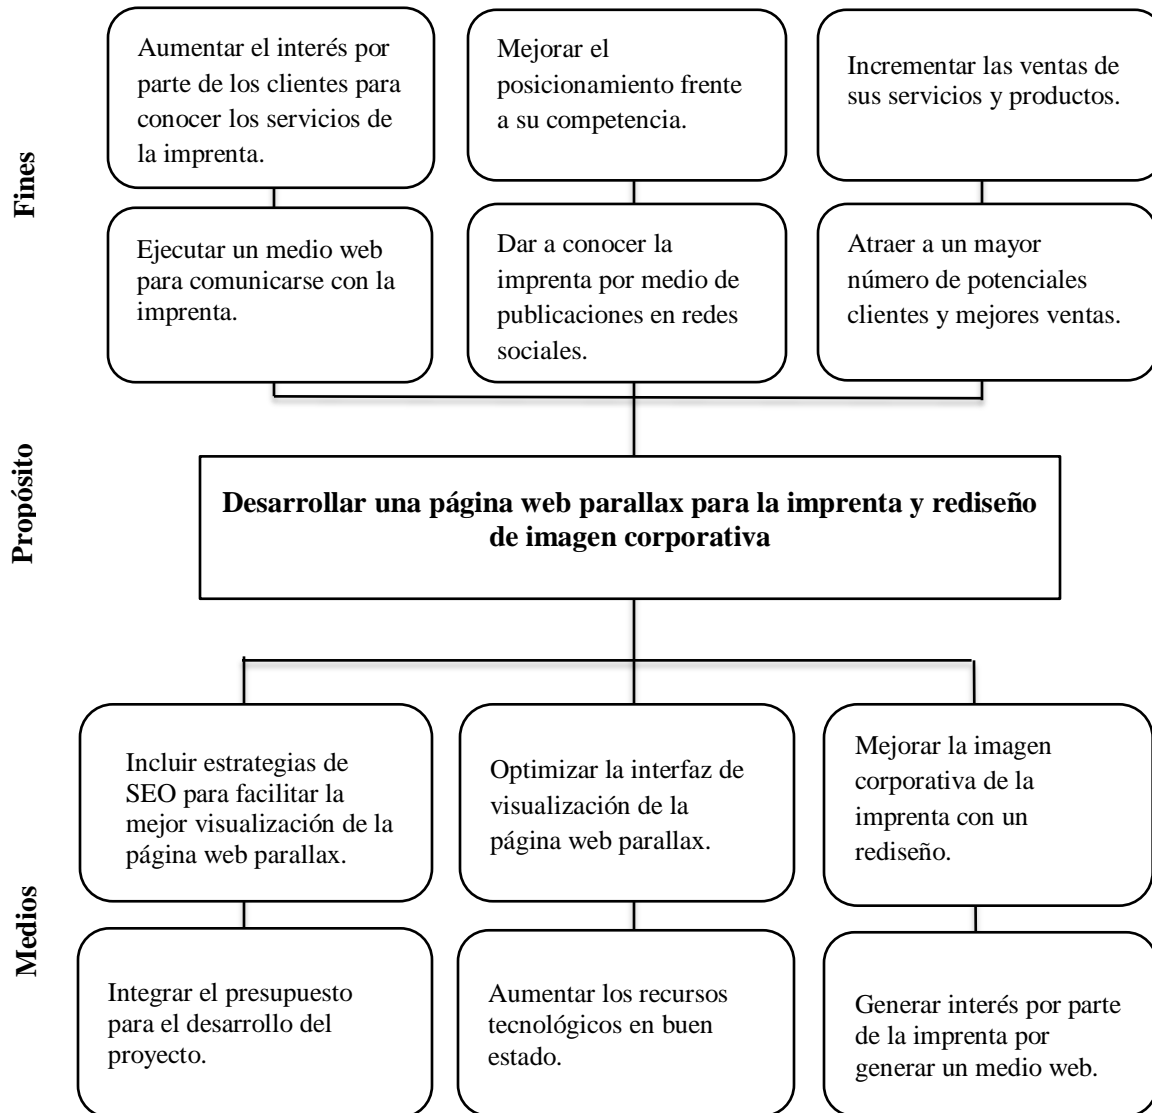 Fines
Aumentar el interés por
parte de los clientes para
conocer los servicios de
la imprenta.
Mejorar el
posicionamiento frente
a su competencia.
Incrementar las ventas de
sus servicios y productos.
Ejecutar un medio web
para comunicarse con la
imprenta.
Dar a conocer la
imprenta por medio de
publicaciones en redes
sociales.
Atraer a un mayor
número de potenciales
clientes y mejores ventas.
Propósito
Desarrollar una página web parallax para la imprenta y rediseño
de imagen corporativa
Medios
Incluir estrategias de
SEO para facilitar la
mejor visualización de la
página web parallax.
Optimizar la interfaz de
visualización de la
página web parallax.
Mejorar la imagen
corporativa de la
imprenta con un
rediseño.
Integrar el presupuesto
para el desarrollo del
proyecto.
Aumentar los recursos
tecnológicos en buen
estado.
Generar interés por parte
de la imprenta por
generar un medio web.